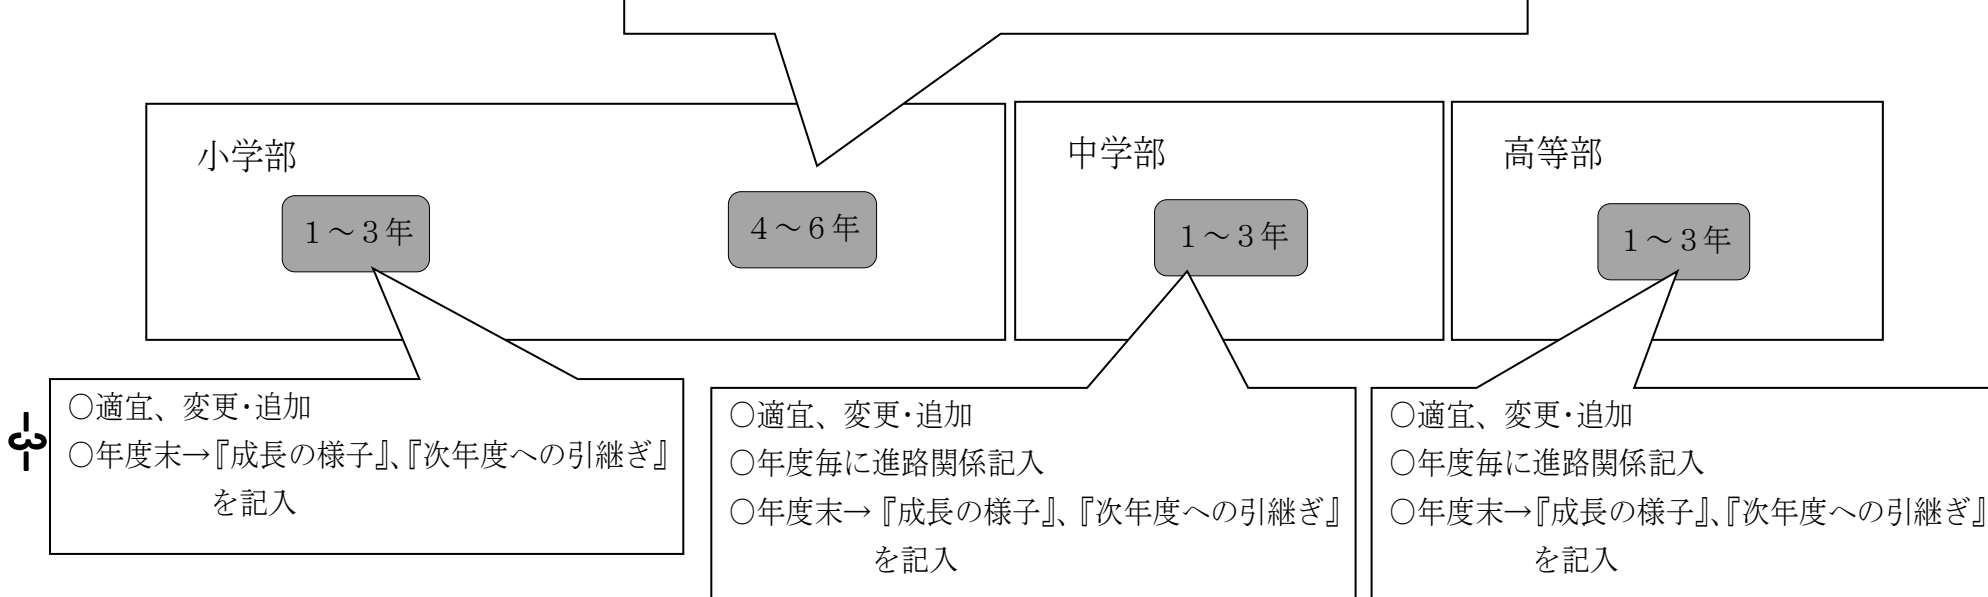 小学部
中学部
高等部
1～3年
4～6年
1～3年
1～3年
○適宜、変更・追加
○年度末→『成長の様子』、『次年度への引継ぎ』
を記入
○適宜、変更・追加
○年度毎に進路関係記入
○年度末→『成長の様子』、『次年度への引継ぎ』
を記入
○適宜、変更・追加
○年度毎に進路関係記入
○年度末→『成長の様子』、『次年度への引継ぎ』
を記入
-3-